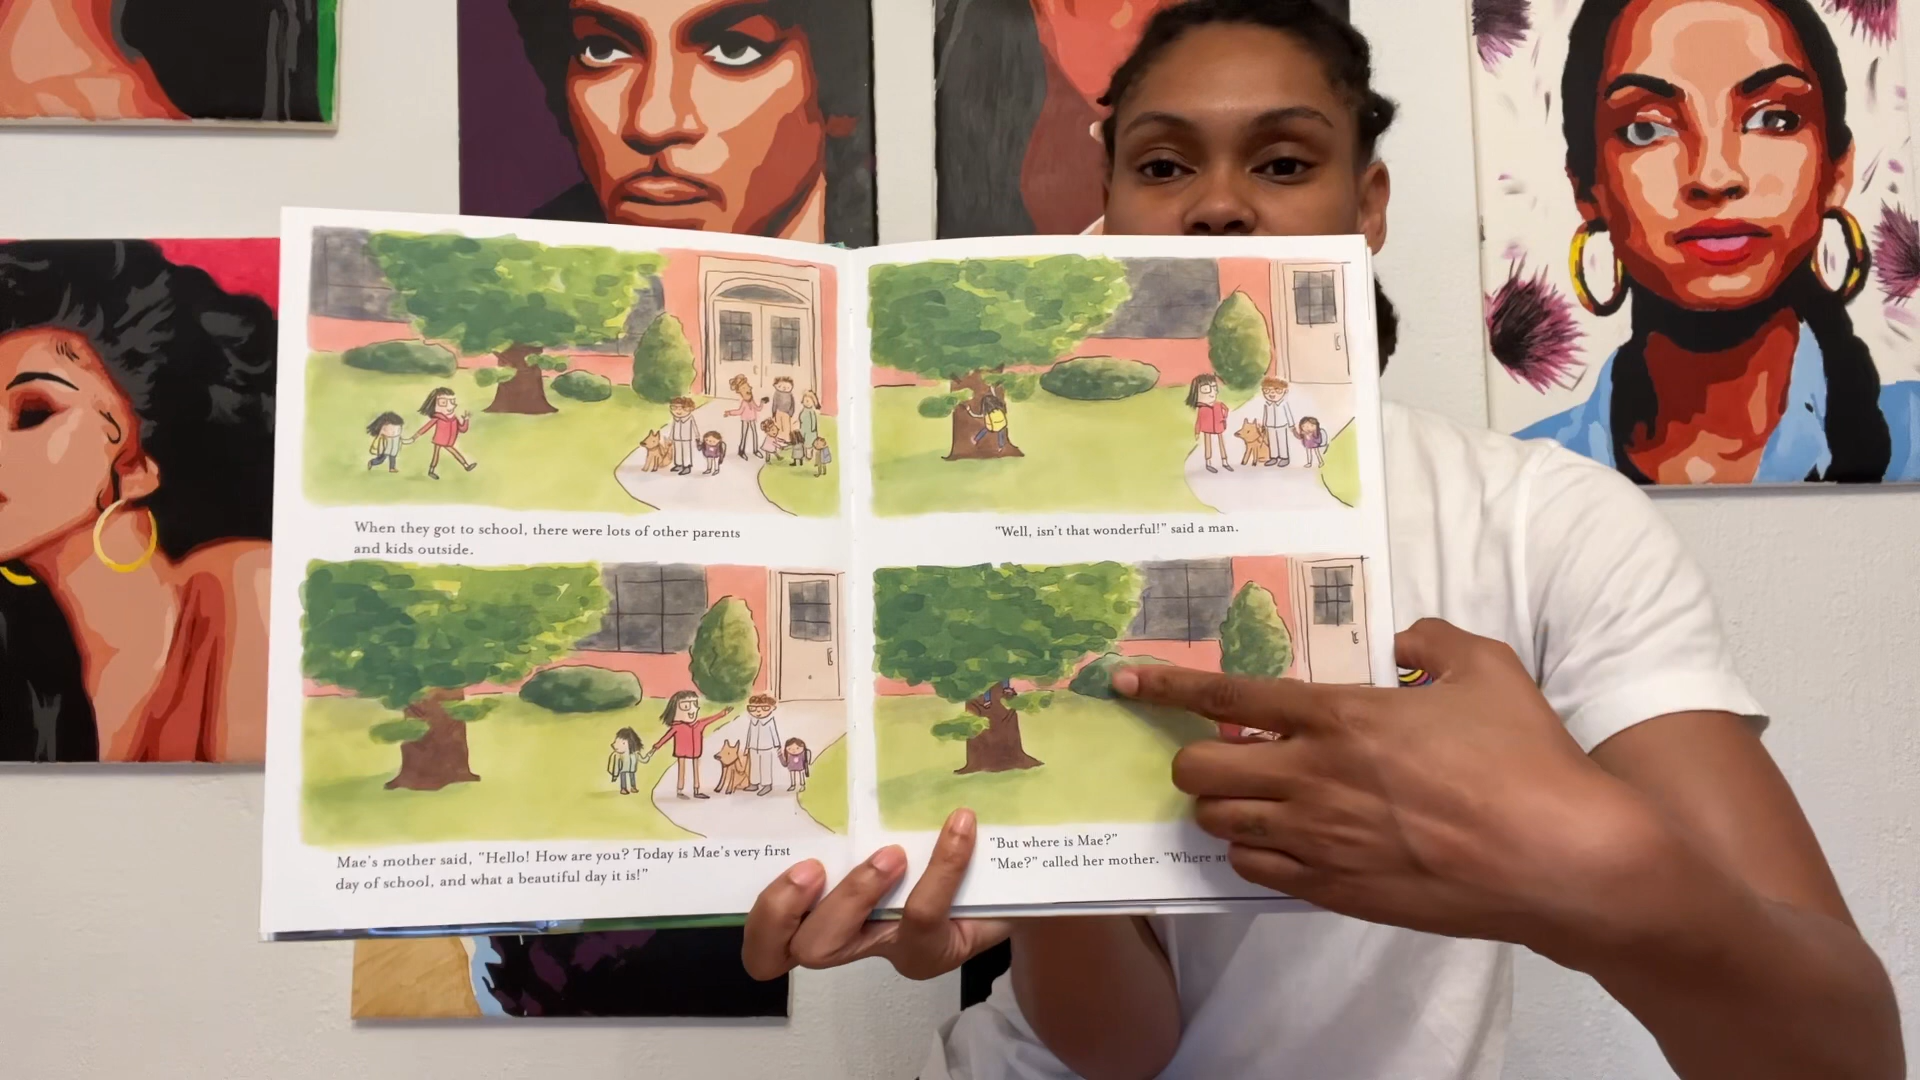 When they got to school, there were lots of other parents
and kids outside.
Mae's mother said, "Hello! How are you? Today is Mae's very first
day of school, and what a beautiful day it is!"
"Well, isn't that wonderful!" said a man.
"But where is Mae?"
"Mae?" called her mother. "Where